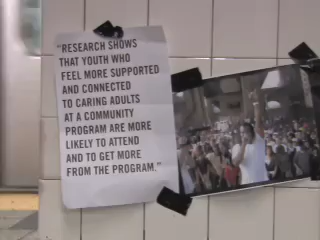 "RESEARCH SHOWS
THAT YOUTH WHO
FEEL MORE SUPPORTED
AND CONNECTED
TO CARING ADULTS
AT A COMMUNITY
PROGRAM ARE MORE
LIKELY TO ATTEND
AND TO GET MORE
FROM THE PROGRAM."